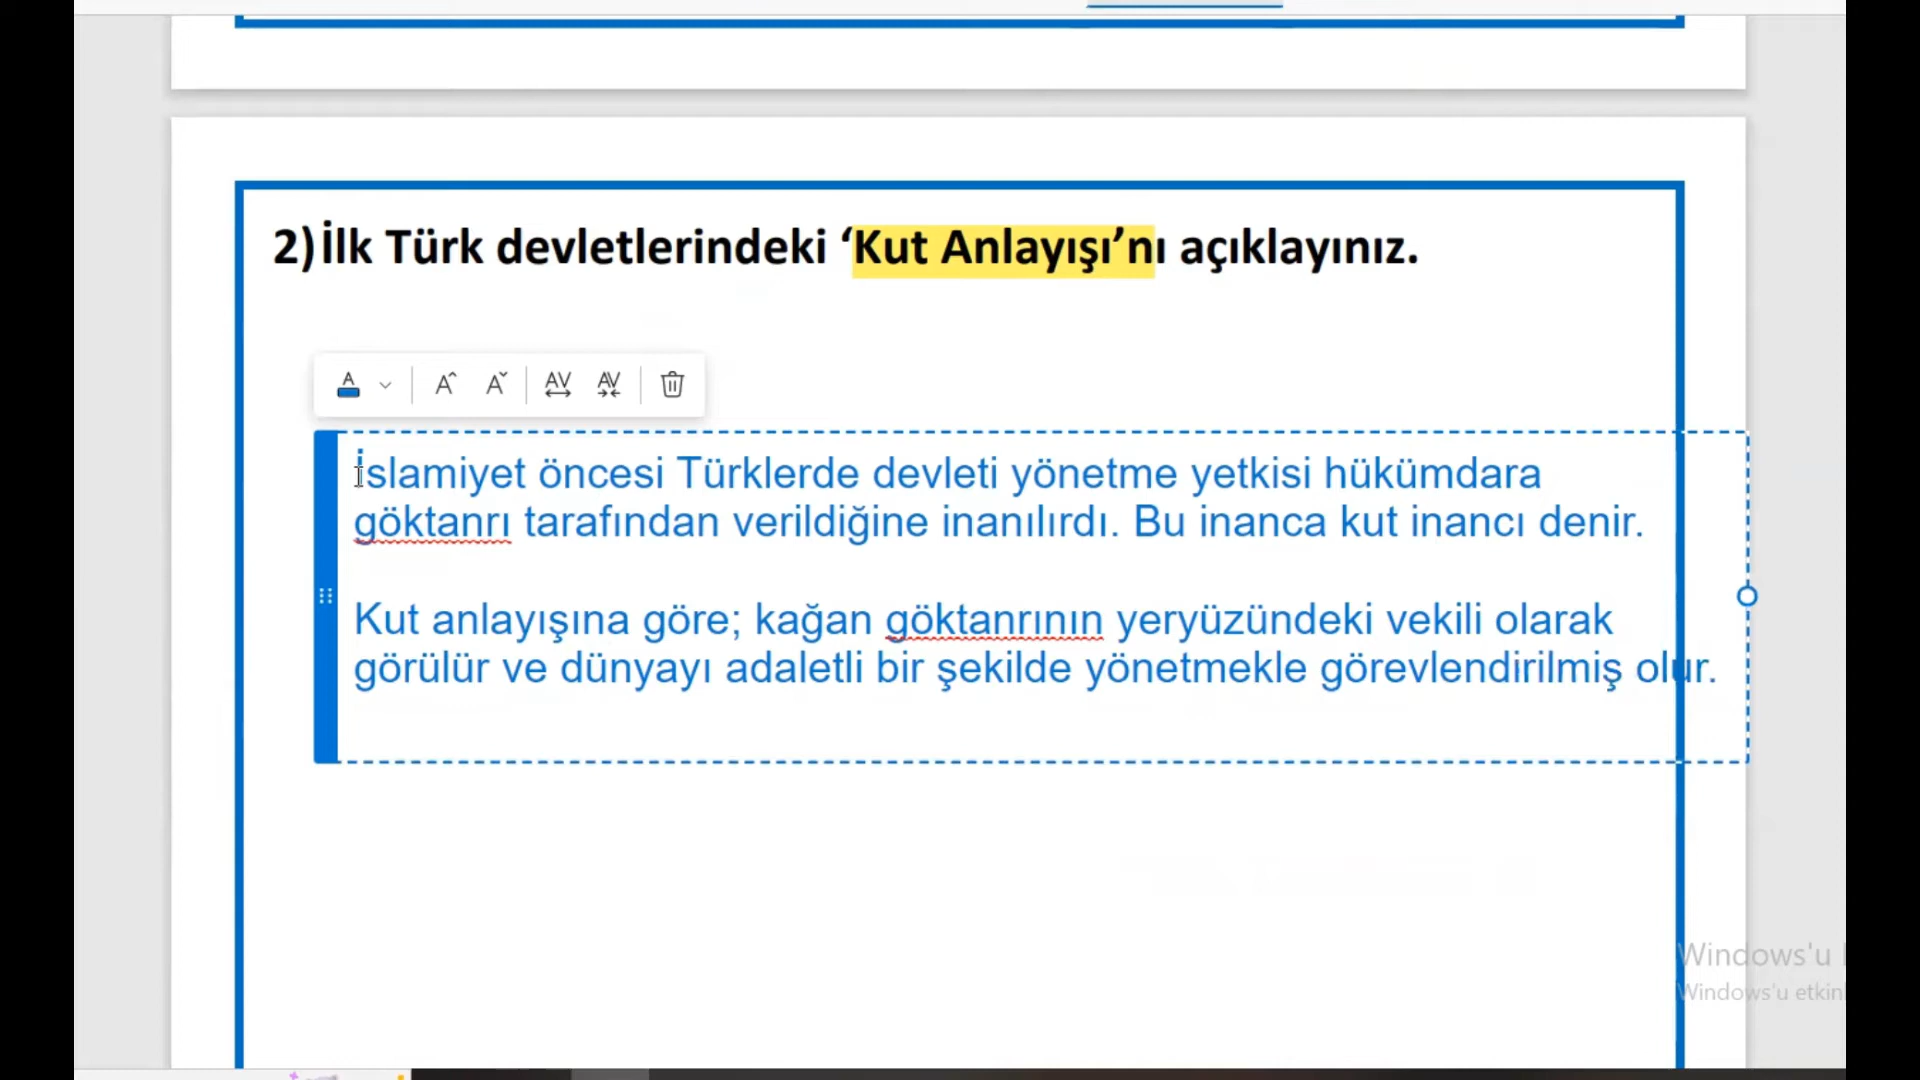 2) İlk Türk devletlerindeki ‘Kut Anlayışı’nı açıklayınız.
İslamiyet öncesi Türklerde devleti yönetme yetkisi hükümdara
göktanrı tarafından verildiğine inanılırdı. Bu inanca kut inancı denir.
Kut anlayışına göre; kağan göktanrının yeryüzündeki vekili olarak
görülür ve dünyayı adaletli bir şekilde yönetmekle görevlendirilmiş olur.
Windows'u
Windows'u etkin